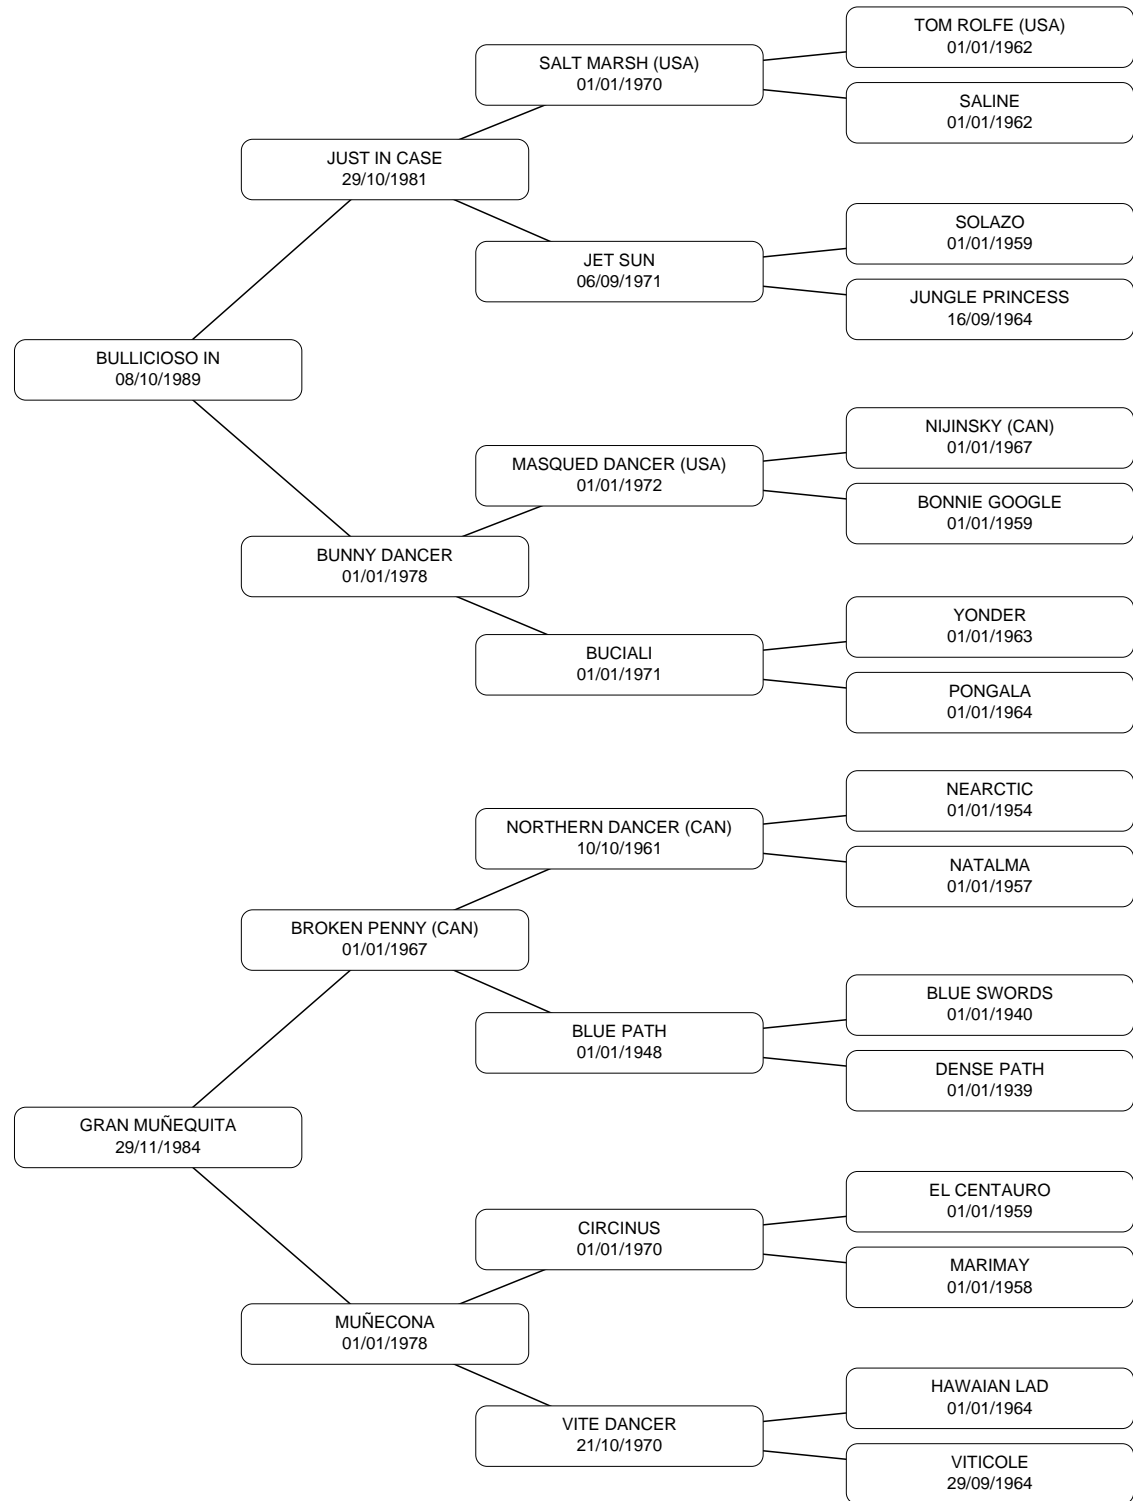 TOM ROLFE (USA)
01/01/1962
SALT MARSH (USA)
01/01/1970
SALINE
01/01/1962
JUST IN CASE
29/10/1981
SOLAZO
01/01/1959
JET SUN
06/09/1971
JUNGLE PRINCESS
16/09/1964
BULLICIOSO IN
08/10/1989
NIJINSKY (CAN)
01/01/1967
MASQUED DANCER (USA)
01/01/1972
BONNIE GOOGLE
01/01/1959
BUNNY DANCER
01/01/1978
YONDER
01/01/1963
BUCIALI
01/01/1971
PONGALA
01/01/1964
NEARCTIC
01/01/1954
NORTHERN DANCER (CAN)
10/10/1961
NATALMA
01/01/1957
BROKEN PENNY (CAN)
01/01/1967
BLUE SWORDS
01/01/1940
BLUE PATH
01/01/1948
DENSE PATH
01/01/1939
GRAN MUÑEQUITA
29/11/1984
EL CENTAURO
01/01/1959
CIRCINUS
01/01/1970
MARIMAY
01/01/1958
MUÑECONA
01/01/1978
HAWAIAN LAD
01/01/1964
VITE DANCER
21/10/1970
VITICOLE
29/09/1964